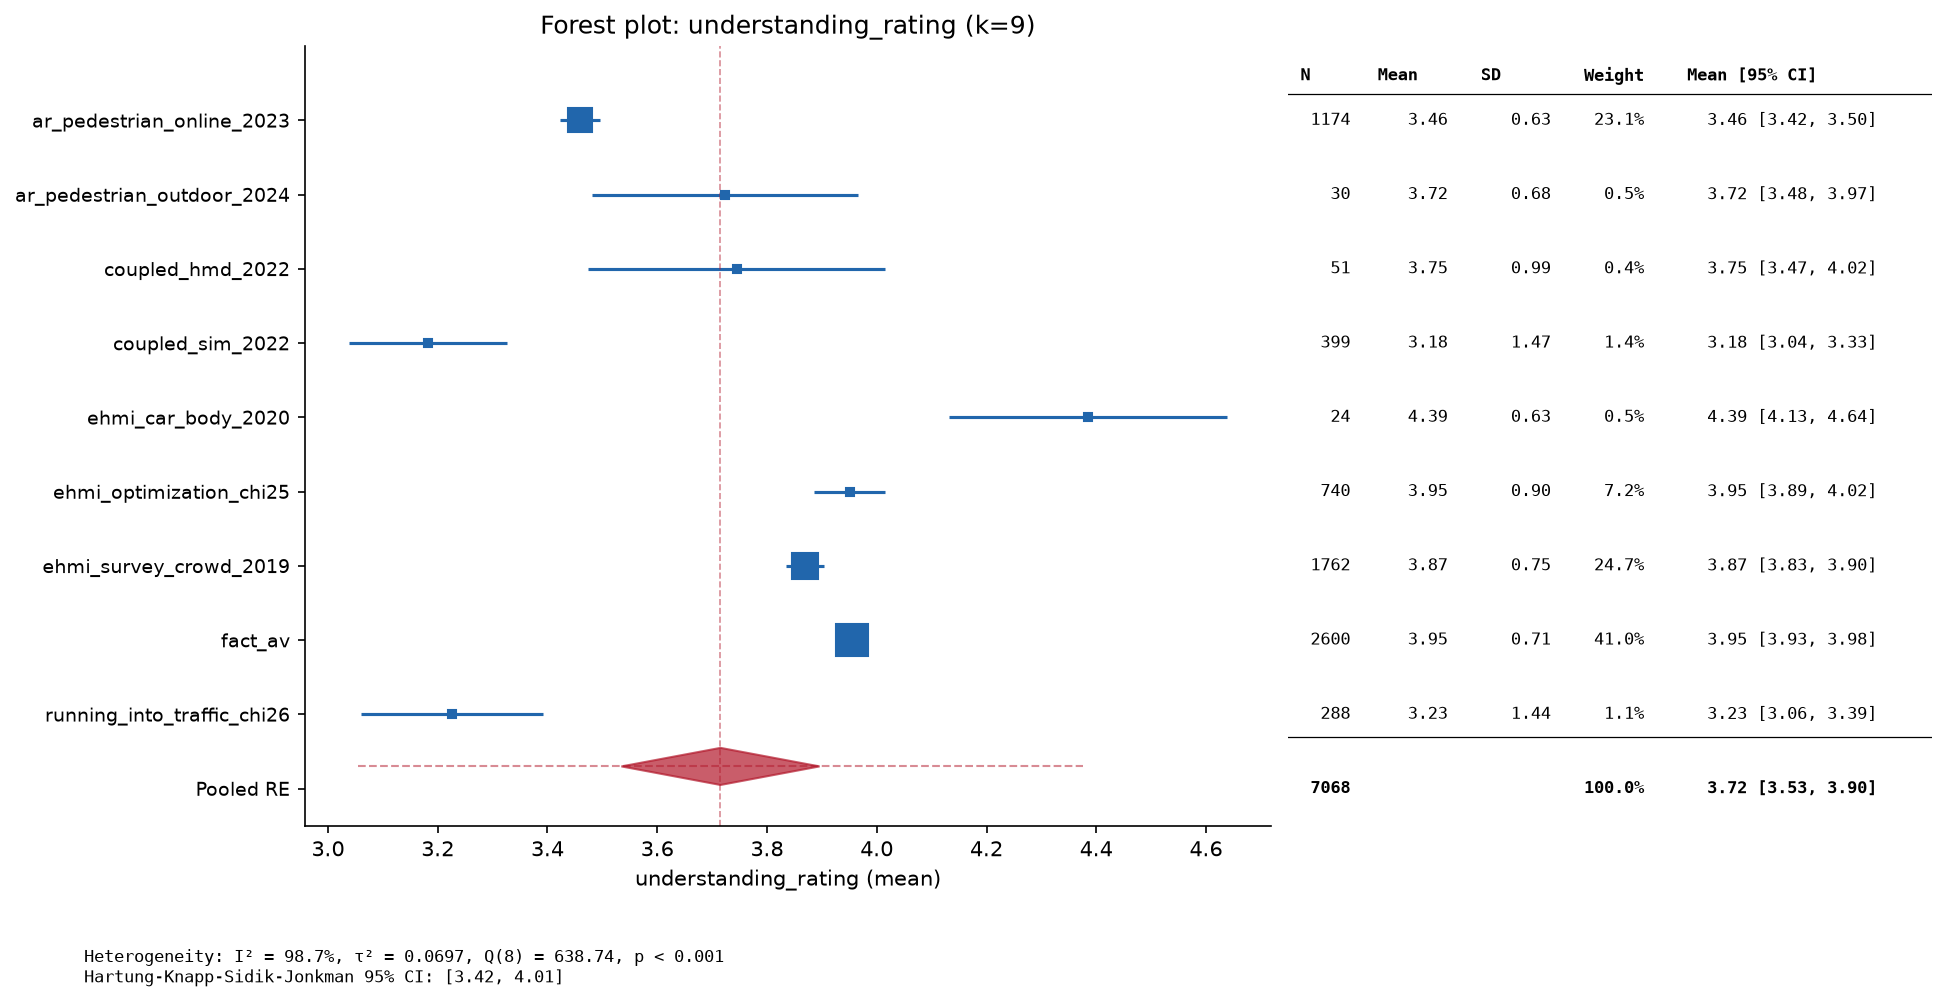 Forest plot: understanding_rating (k=9)
N Mean SD Weight Mean [95% CI]
ar_pedestrian_online_2023 1174 3.46 0.63 23.1% 3.46 [3.42, 3.50]
ar_pedestrian_outdoor_2024 30 3.72 0.68 0.5% 3.72 [3.48, 3.97]
coupled_hmd_2022 51 3.75 0.99 0.4% 3.75 [3.47, 4.02]
coupled_sim_2022 399 3.18 1.47 1.4% 3.18 [3.04, 3.33]
ehmi_car_body_2020 24 4.39 0.63 0.5% 4.39 [4.13, 4.64]
ehmi_optimization_chi25 740 3.95 0.90 7.2% 3.95 [3.89, 4.02]
ehmi_survey_crowd_2019 1762 3.87 0.75 24.7% 3.87 [3.83, 3.90]
fact_av 2600 3.95 0.71 41.0% 3.95 [3.93, 3.98]
running_into_traffic_chi26 288 3.23 1.44 1.1% 3.23 [3.06, 3.39]
Pooled RE 7068 100.0% 3.72 [3.53, 3.90]
3.0 3.2 3.4 3.6 3.8 4.0 4.2 4.4 4.6
understanding_rating (mean)
Heterogeneity: I² = 98.7%, τ² = 0.0697, Q(8) = 638.74, p < 0.001
Hartung-Knapp-Sidik-Jonkman 95% CI: [3.42, 4.01]